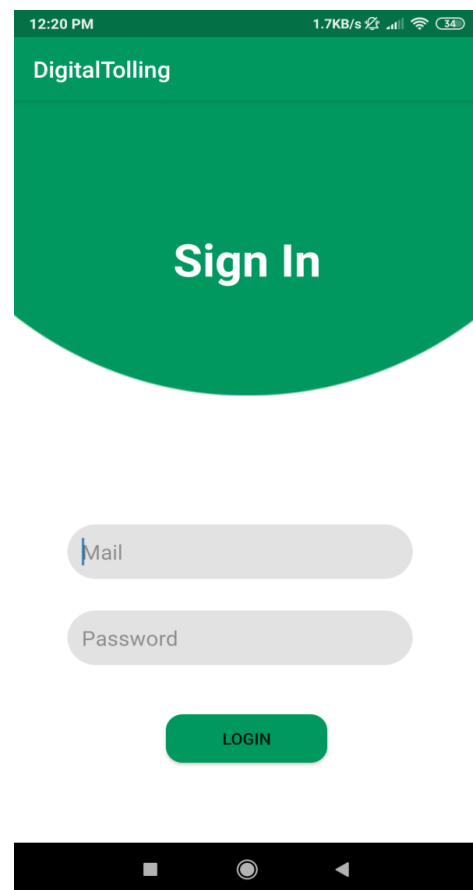 12:20 PM 1.7KB/s 34
DigitalTolling
Sign In
Mail
Password
LOGIN